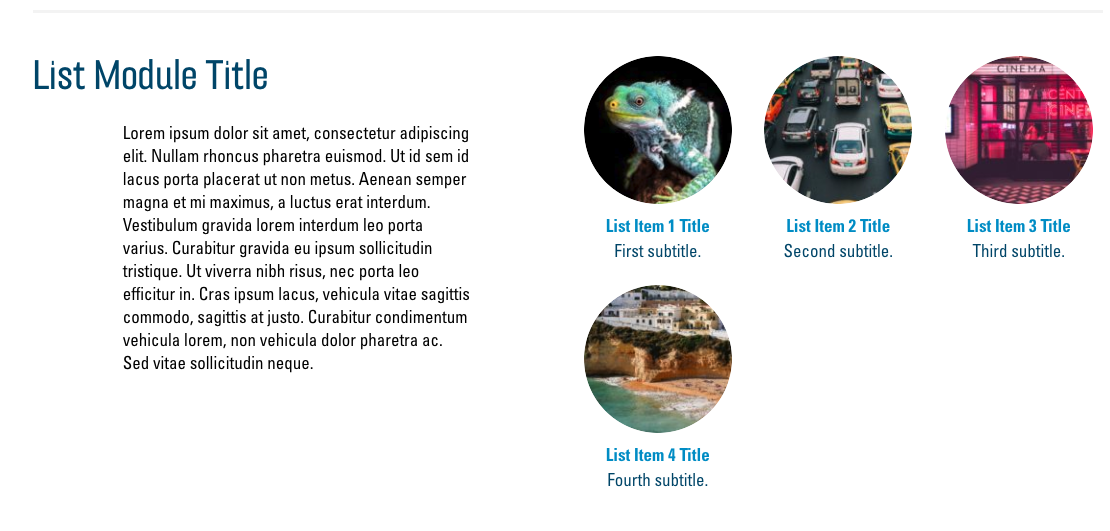 List Module Title
Lorem ipsum dolor sit amet, consectetur adipiscing
elit. Nullam rhoncus pharetra euismod. Ut id sem id
lacus porta placerat ut non metus. Aenean semper
magna et mi maximus, a luctus erat interdum.
Vestibulum gravida lorem interdum leo porta
varius. Curabitur gravida eu ipsum sollicitudin
tristique. Ut viverra nibh risus, nec porta leo
efficitur in. Cras ipsum lacus, vehicula vitae sagittis
commodo, sagittis at justo. Curabitur condimentum
vehicula lorem, non vehicula dolor pharetra ac.
Sed vitae sollicitudin neque.
CINEMA
List Item 1 Title
First subtitle.
List Item 2 Title
Second subtitle.
List Item 3 Title
Third subtitle.
List Item 4 Title
Fourth subtitle.